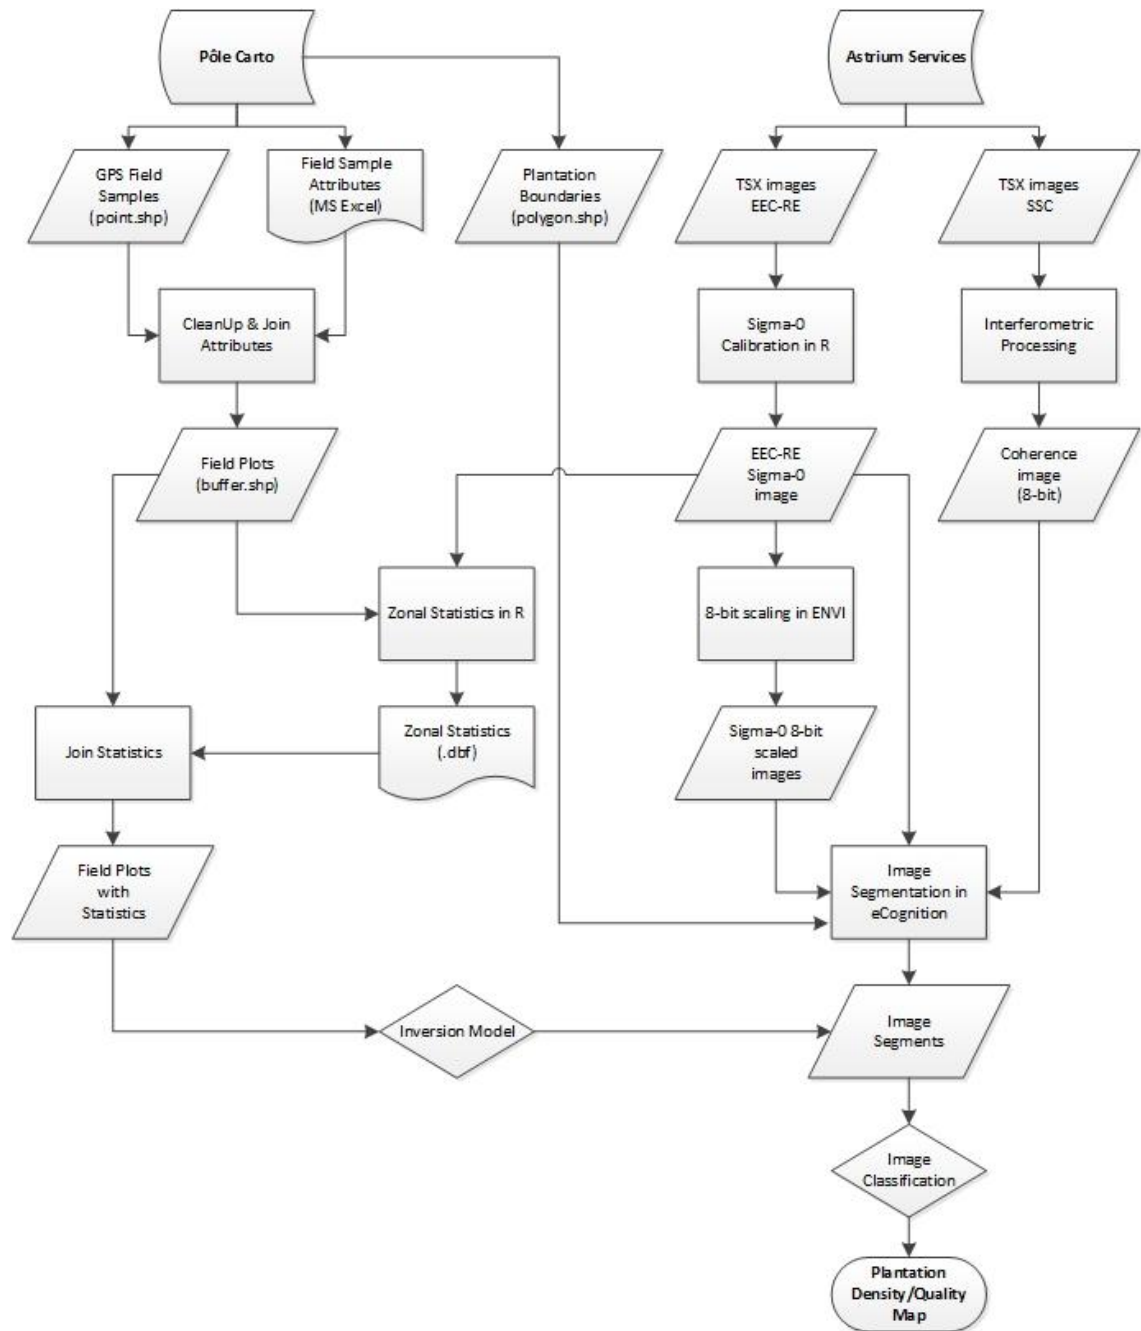 Pôle Carto
Astrium Services
GPS Field
Samples
(point.shp)
Field Sample
Attributes
(MS Excel)
Plantation
Boundaries
(polygon.shp)
TSX images
EEC-RE
TSX images
SSC
CleanUp & Join
Attributes
Sigma-0
Calibration in R
Interferometric
Processing
Field Plots
(buffer.shp)
EEC-RE
Sigma-0
image
Coherence
image
(8-bit)
Zonal Statistics in R
8-bit scaling in ENVI
Join Statistics
Zonal Statistics
(.dbf)
Sigma-0 8-bit
scaled
images
Field Plots
with
Statistics
Image
Segmentation in
eCognition
Inversion Model
Image
Segments
Image
Classification
Plantation
Density/Quality
Map